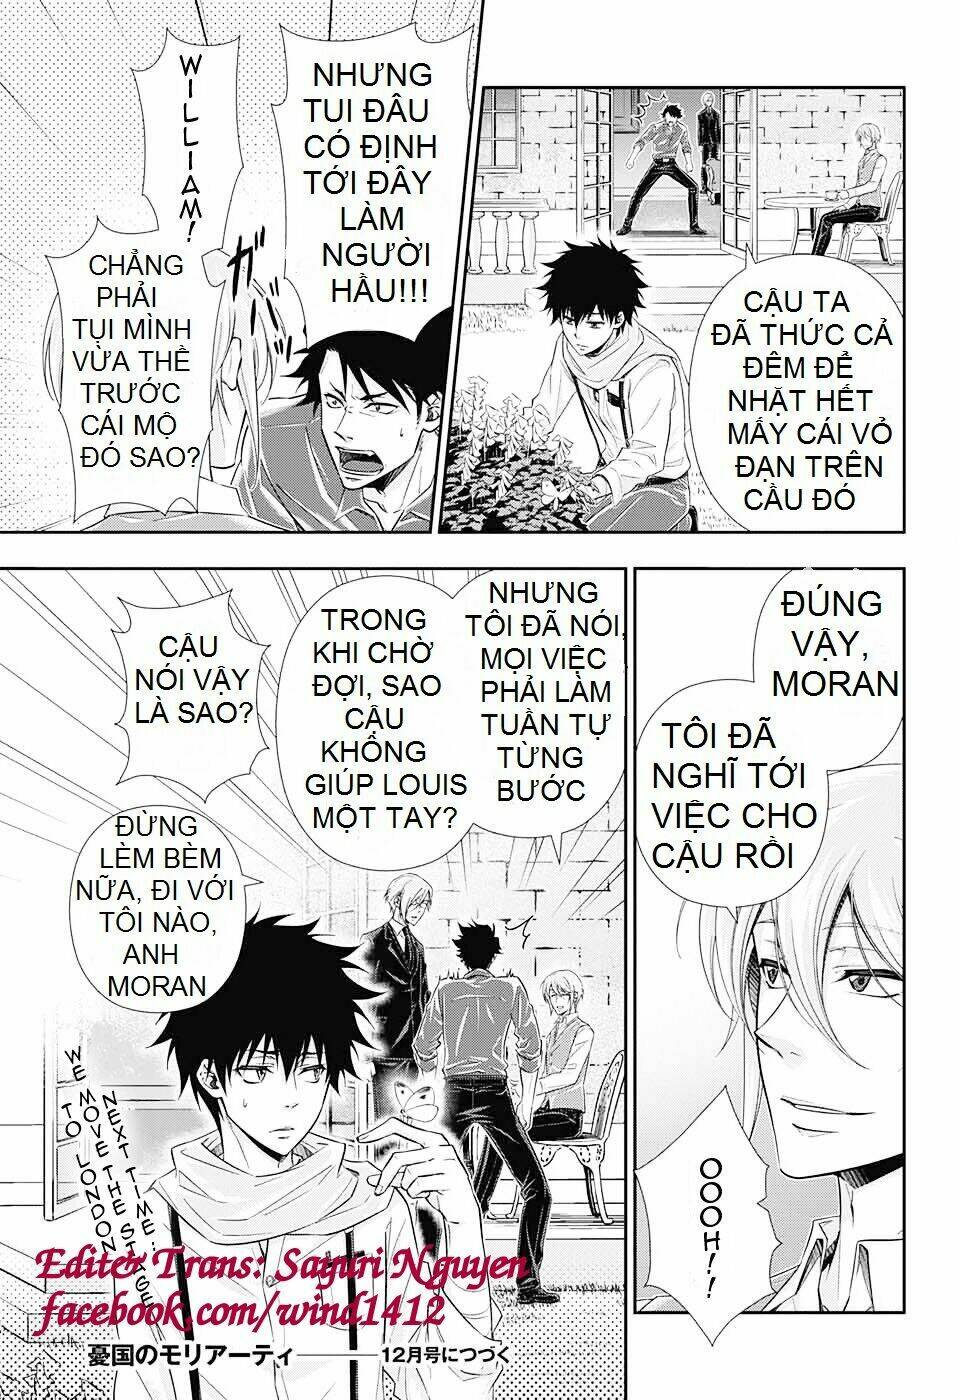 CẬU TA
ĐÃ THỨC CẢ
ĐÊM ĐỂ
NHẶT HẾT
MẤY CÁI VỎ
ĐẠN TRÊN
CẦU ĐÓ
NHƯNG
TUI ĐÂU
CÓ ĐỊNH
TỚI ĐÂY
LÀM
NGƯỜI
HẦU!!!
WILLIAM!
CHẲNG
PHẢI
TỤI MÌNH
VỪA THỀ
TRƯỚC
CÁI MỘ
ĐÓ SAO?
ĐÚNG
VẬY,
MORAN
TÔI ĐÃ
NGHĨ TỚI
VIỆC CHO
CẬU RỒI
OOOH!!
NHƯNG
TÔI ĐÃ NÓI,
MỌI VIỆC
PHẢI LÀM
TUẦN TỰ
TỪNG
BƯỚC
TRONG
KHI CHỜ
ĐỢI, SAO
CẬU
KHÔNG
GIÚP LOUIS
MỘT TAY?
CẬU
NÓI VẬY
LÀ SAO?
ĐỪNG
LÈM BÈM
NỮA, ĐI VỚI
TÔI NÀO,
ANH
MORAN
NEXT TIME:
THE STAGE
WE MOVE
TO LONDON
Edit& Trans: Sayuri Nguyen
facebook.com/wind1412
憂国のモリアーティ――12月号につづく